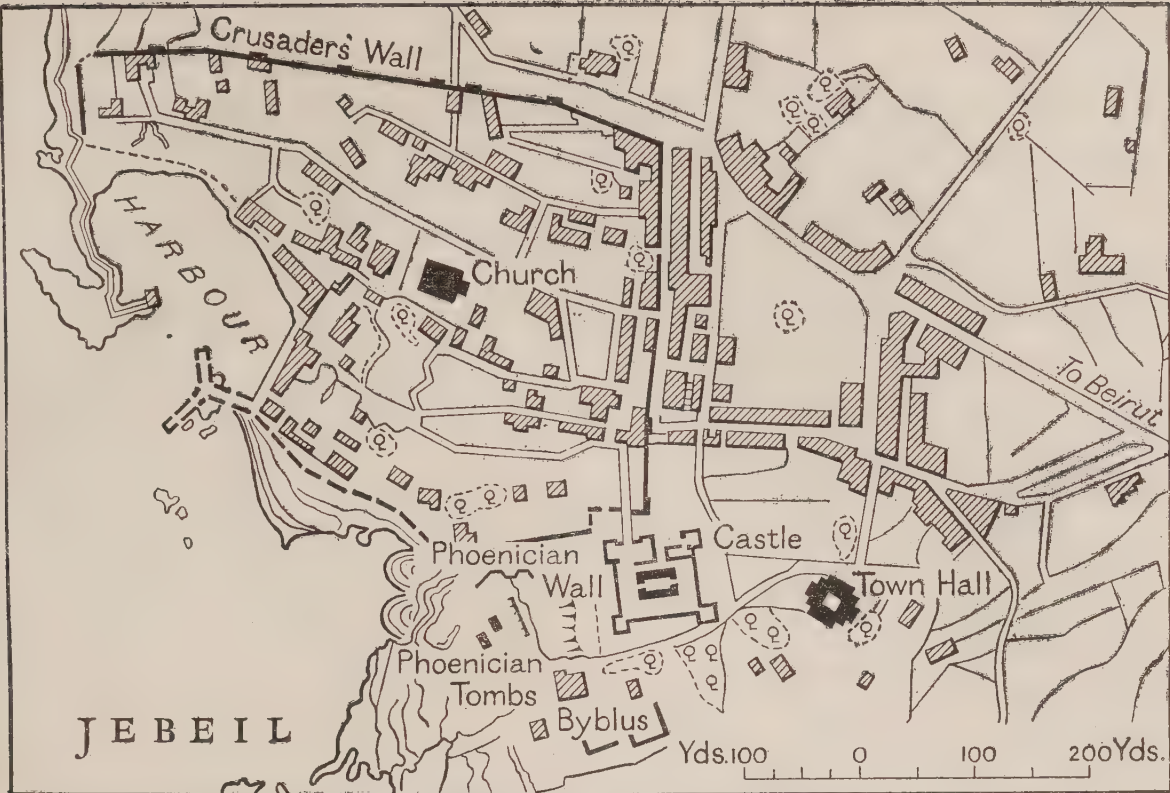 Crusaders' Wall
HARBOUR
Church
To Beirut
Phoenician
Wall
Castle
Town Hall
Phoenician
Tombs
Byblus
JEBEIL
Yds.100 0 100 200Yds.